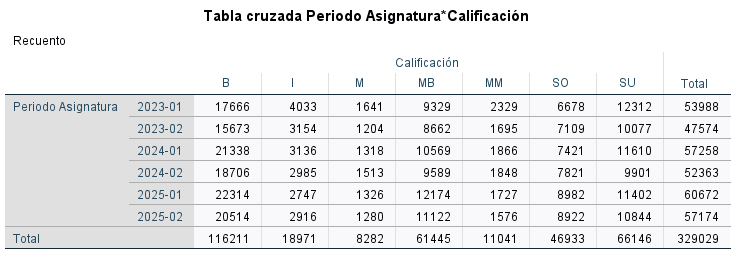 Tabla cruzada Periodo Asignatura*Calificación
Recuento
Calificación
B I M MB MM SO SU Total
Periodo Asignatura 2023-01 17666 4033 1641 9329 2329 6678 12312 53988
2023-02 15673 3154 1204 8662 1695 7109 10077 47574
2024-01 21338 3136 1318 10569 1866 7421 11610 57258
2024-02 18706 2985 1513 9589 1848 7821 9901 52363
2025-01 22314 2747 1326 12174 1727 8982 11402 60672
2025-02 20514 2916 1280 11122 1576 8922 10844 57174
Total 116211 18971 8282 61445 11041 46933 66146 329029